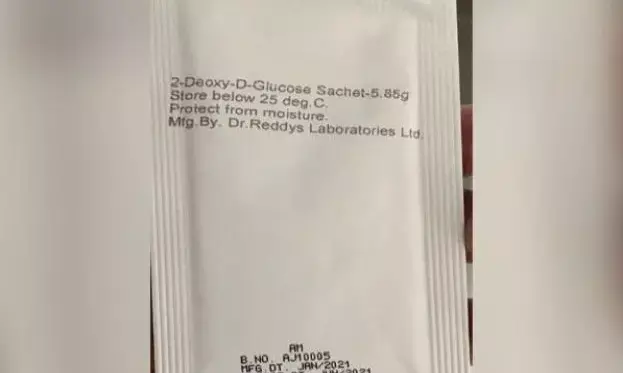 2-Deoxy-D-Glucose Sachet-5.85g
Store below 25 deg.C.
Protect from moisture.
Mfg.By. Dr.Reddys Laboratories Ltd.
AM
B.NO. AJ10005
MFG.DT. JAN/2021